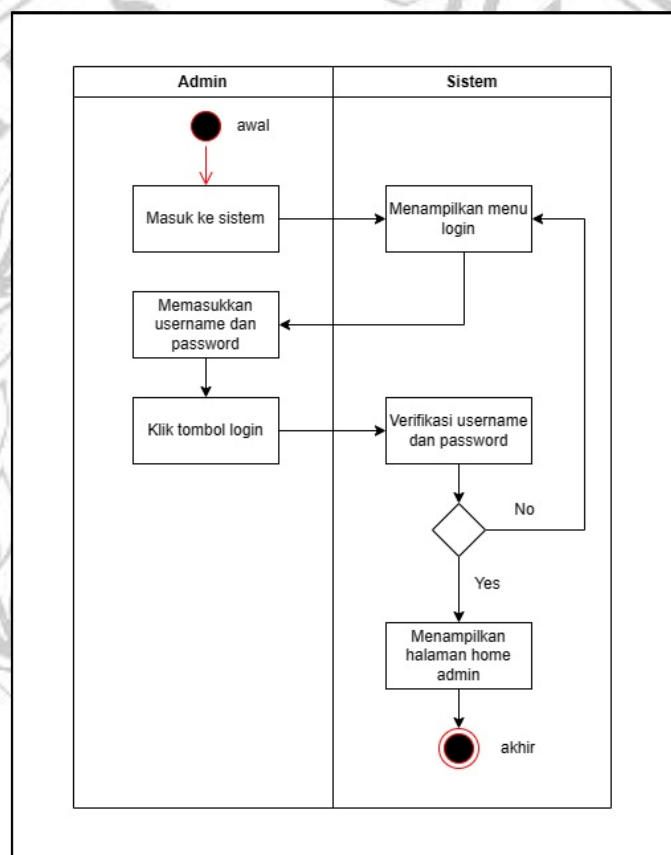 Admin
Sistem
awal
Masuk ke sistem
Menampilkan menu
login
Memasukkan
username dan
password
Klik tombol login
Verifikasi username
dan password
No
Yes
Menampilkan
halaman home
admin
akhir